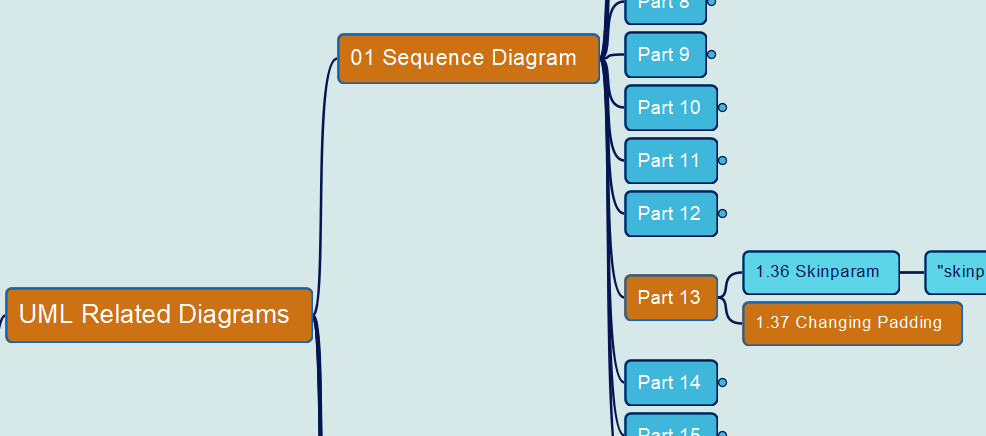 Part 8
01 Sequence Diagram
Part 9
Part 10
Part 11
Part 12
1.36 Skinparam
"skinp
Part 13
UML Related Diagrams
1.37 Changing Padding
Part 14
Part 15